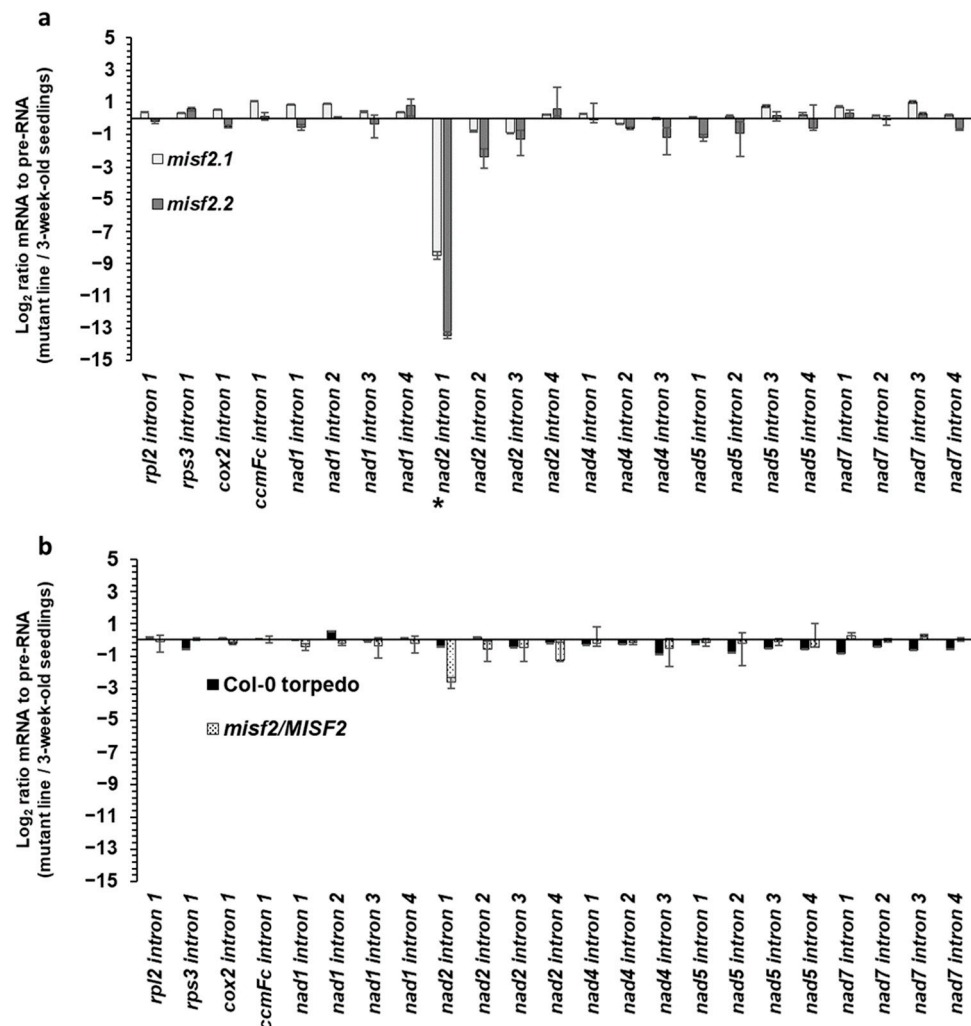 a
Log₂ ratio mRNA to pre-RNA
(mutant line / 3-week-old seedlings)
5
3
1
−1
−3
−5
−7
−9
−11
−13
−15
misf2.1
misf2.2
rpl2 intron 1
rps3 intron 1
cox2 intron 1
ccmFc intron 1
nad1 intron 1
nad1 intron 2
nad1 intron 3
nad1 intron 4
* nad2 intron 1
nad2 intron 2
nad2 intron 3
nad2 intron 4
nad4 intron 1
nad4 intron 2
nad4 intron 3
nad5 intron 1
nad5 intron 2
nad5 intron 3
nad5 intron 4
nad7 intron 1
nad7 intron 2
nad7 intron 3
nad7 intron 4
b
Log₂ ratio mRNA to pre-RNA
(mutant line / 3-week-old seedlings)
5
3
1
−1
−3
−5
−7
−9
−11
−13
−15
Col-0 torpedo
misf2/MISF2
rpl2 intron 1
rps3 intron 1
cox2 intron 1
ccmFc intron 1
nad1 intron 1
nad1 intron 2
nad1 intron 3
nad1 intron 4
nad2 intron 1
nad2 intron 2
nad2 intron 3
nad2 intron 4
nad4 intron 1
nad4 intron 2
nad4 intron 3
nad5 intron 1
nad5 intron 2
nad5 intron 3
nad5 intron 4
nad7 intron 1
nad7 intron 2
nad7 intron 3
nad7 intron 4